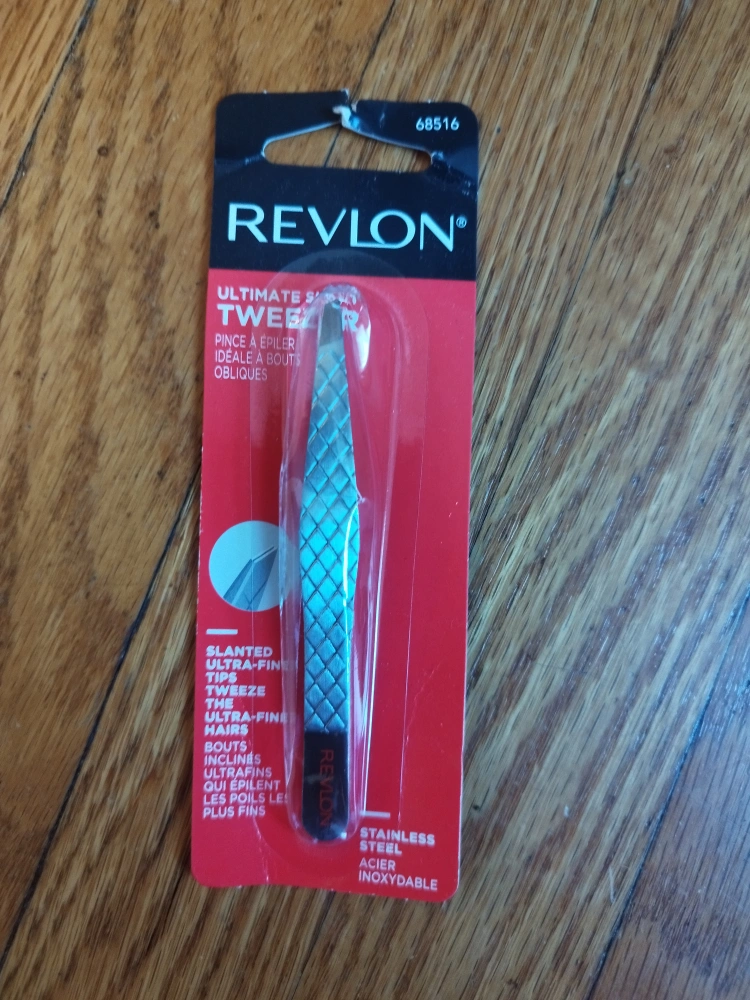 68516
REVLON®
ULTIMATE
PINCE À ÉPILER
IDÉALE À BOUTS
OBLIQUES
SLANTED
ULTRA-FINE
TIPS
TWEEZE
THE
ULTRA-FINE
HAIRS
BOUTS
INCLINÉS
ULTRAFINS
QUI ÉPILENT
LES POILS LES
PLUS FINS
REVLON
STAINLESS
STEEL
ACIER
INOXYDABLE